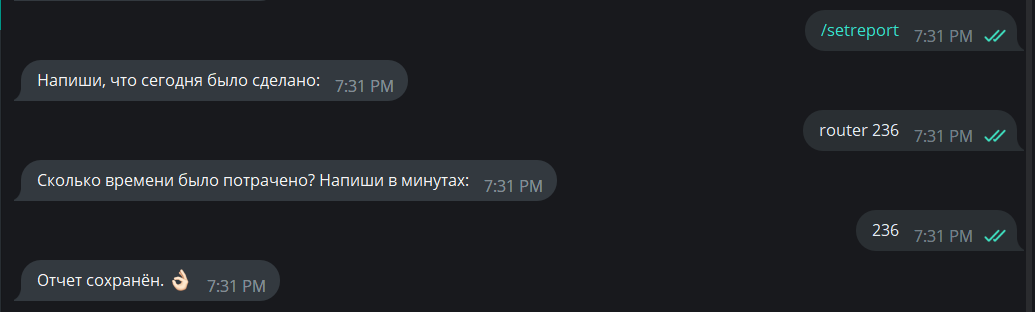 /setreport 7:31 PM
Напиши, что сегодня было сделано: 7:31 PM
router 236 7:31 PM
Сколько времени было потрачено? Напиши в минутах: 7:31 PM
236 7:31 PM
Отчет сохранён. 👌🏻 7:31 PM